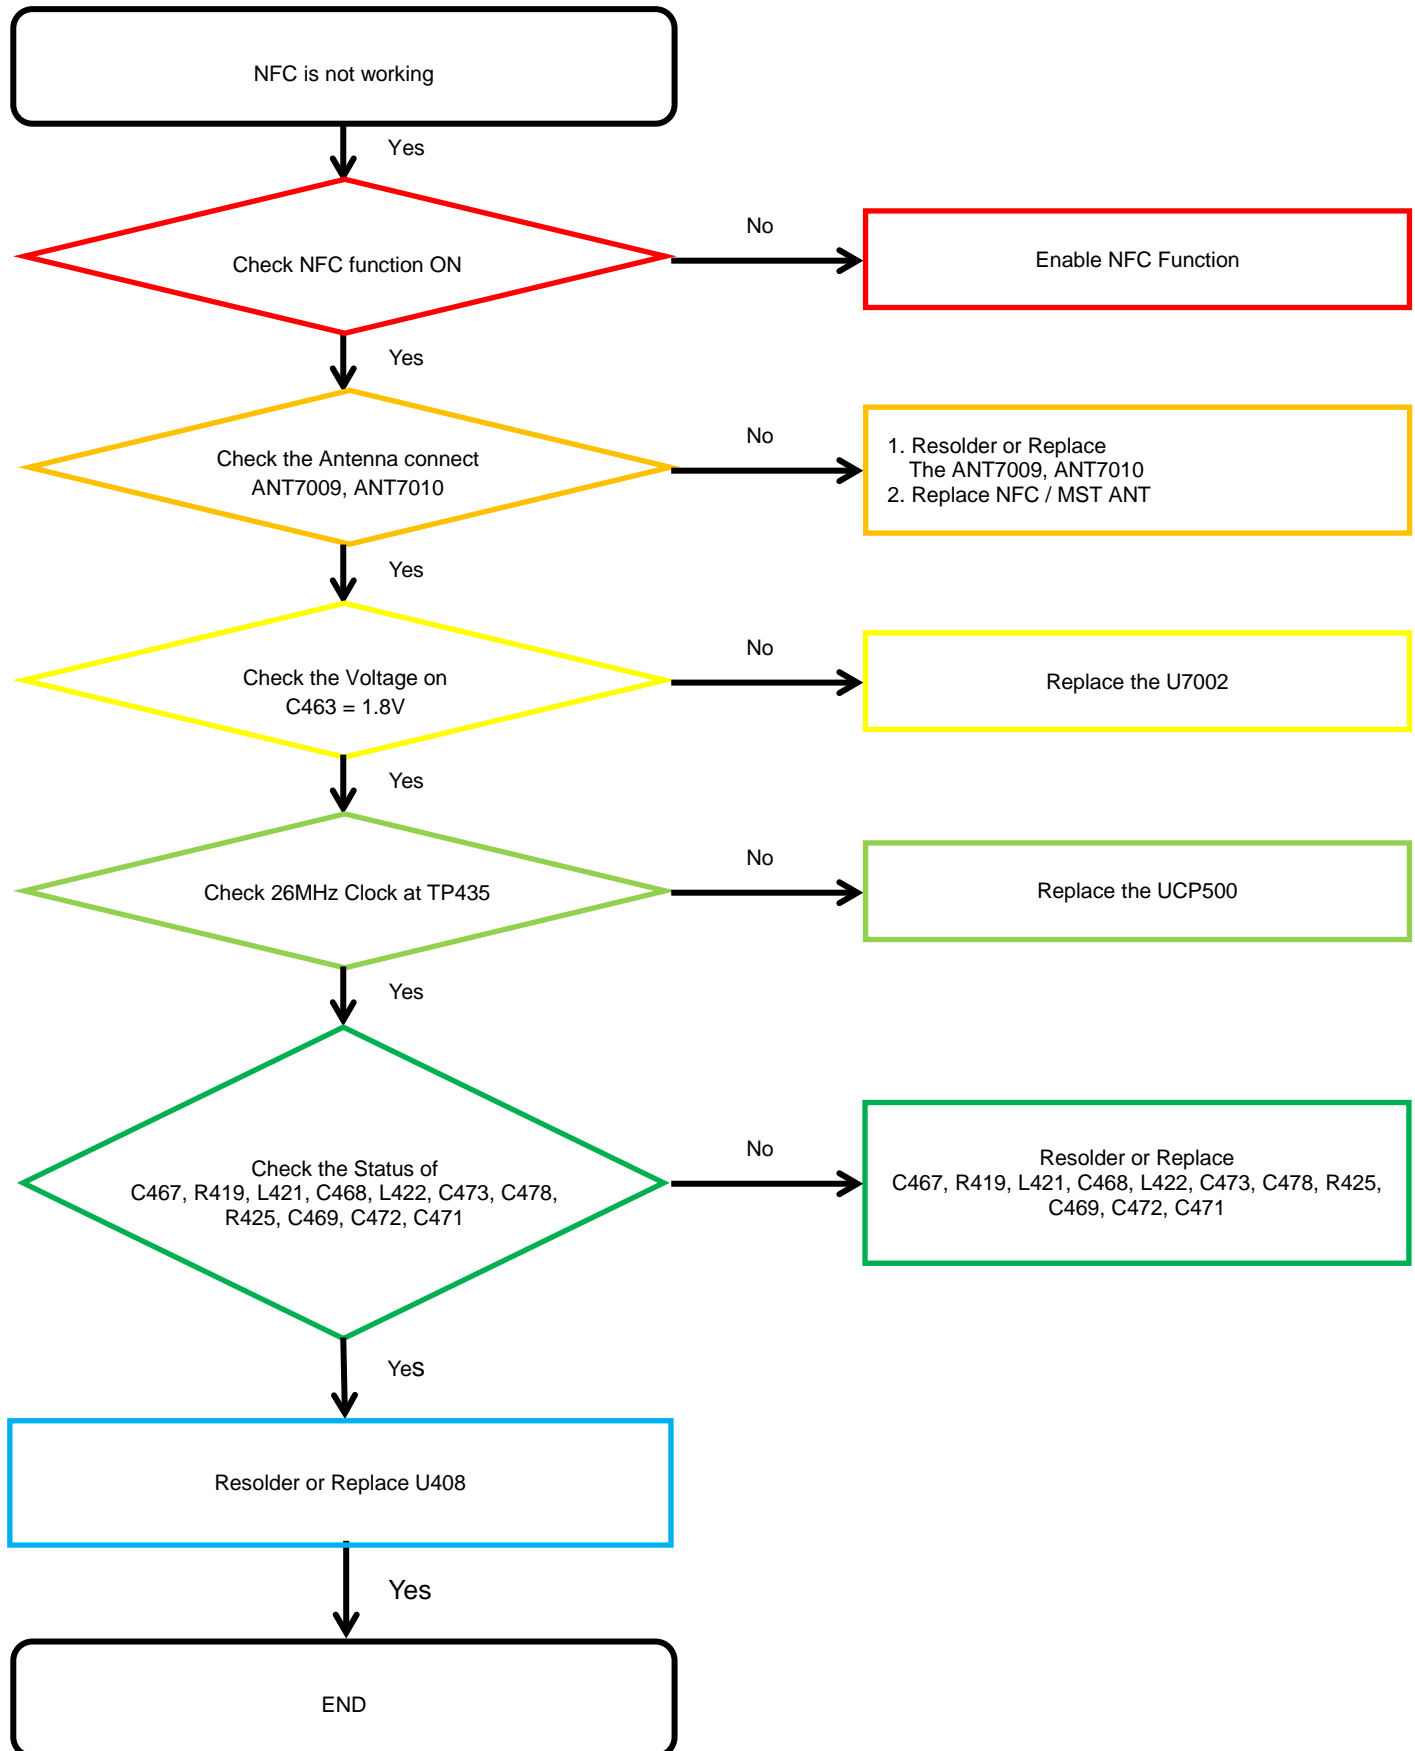 NFC is not working
Yes
Check NFC function ON
No
Enable NFC Function
Yes
Check the Antenna connect
ANT7009, ANT7010
No
1. Resolder or Replace
The ANT7009, ANT7010
2. Replace NFC / MST ANT
Yes
Check the Voltage on
C463 = 1.8V
No
Replace the U7002
Yes
Check 26MHz Clock at TP435
No
Replace the UCP500
Yes
Check the Status of
C467, R419, L421, C468, L422, C473, C478,
R425, C469, C472, C471
No
Resolder or Replace
C467, R419, L421, C468, L422, C473, C478, R425,
C469, C472, C471
Yes
Resolder or Replace U408
Yes
END